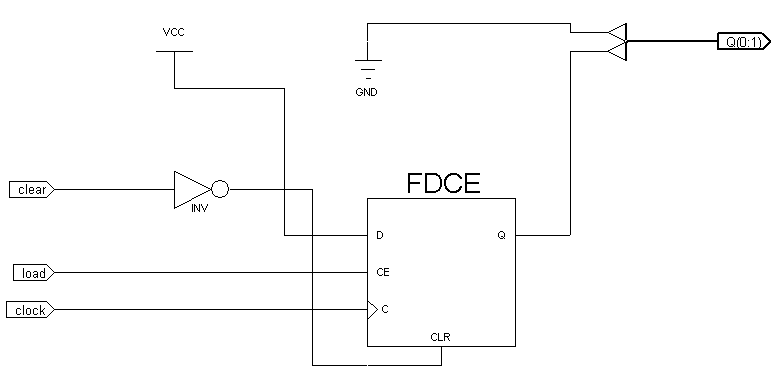 VCC
Q(0:1)
GND
FDCE
clear
INV
D
Q
load
CE
clock
C
CLR